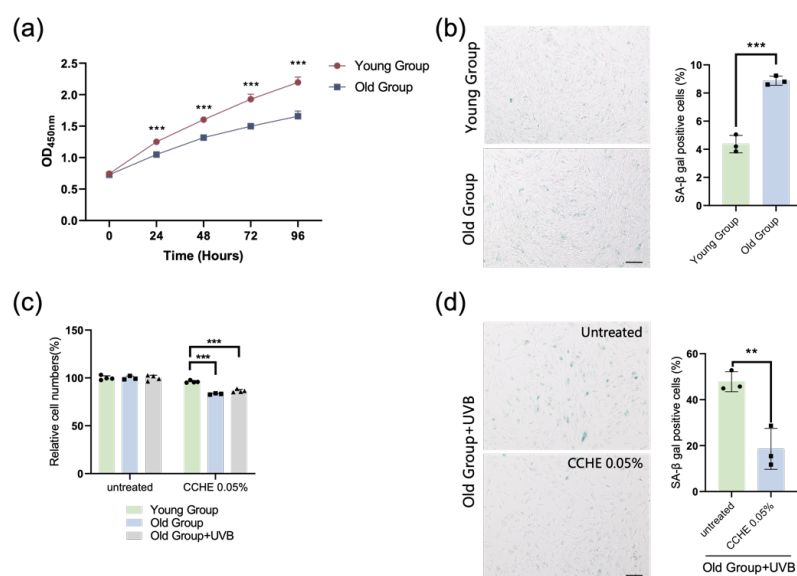 (a)
2.5
2.0
1.5
1.0
0.5
0.0
OD450nm
*** *** *** ***
Young Group
Old Group
0 24 48 72 96
Time (Hours)
(b)
Young Group
Old Group
10
8
6
4
2
0
SA-β gal positive cells (%)
***
Young Group
Old Group
(c)
150
100
50
0
Relative cell numbers(%)
***
***
untreated CCHE 0.05%
Young Group
Old Group
Old Group+UVB
(d)
Old Group+UVB
Untreated
CCHE 0.05%
60
40
20
0
SA-β gal positive cells (%)
**
untreated
CCHE 0.05%
Old Group+UVB